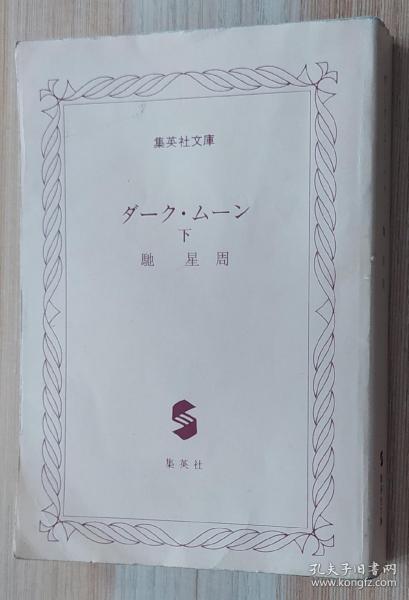 集英社文庫
ダーク・ムーン
下
馳 星 周
集英社
孔夫子旧书网
kongfz.com